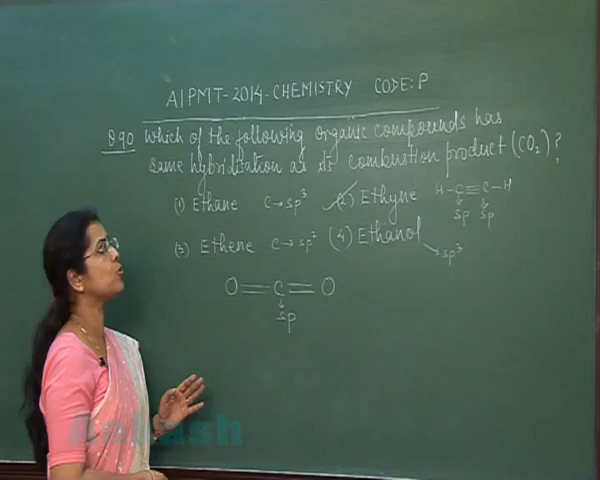 AIPMT-2014-CHEMISTRY CODE: P
Q90 Which of the following organic compounds has
same hybridisation as its combustion product (CO₂)?
(1) Ethane C→sp³ (2) Ethyne H-C≡C-H
sp sp
(3) Ethene C→sp² (4) Ethanol →sp³
O=C=O
sp
Aakash